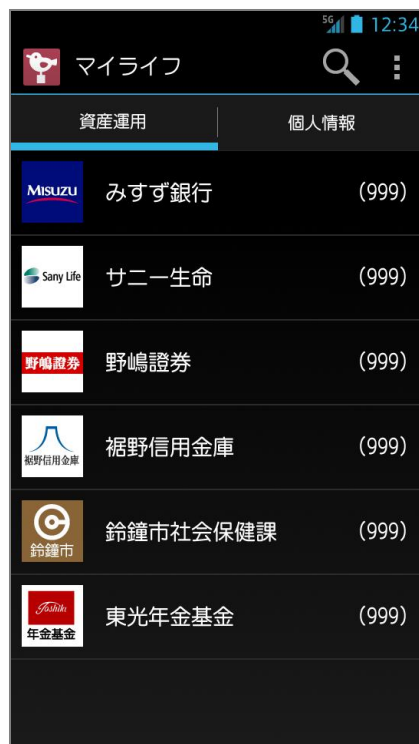 5G 12:34
マイライフ
資産運用 個人情報
MISUZU みすず銀行 (999)
Sany Life サニー生命 (999)
野嶋證券 野嶋證券 (999)
裾野信用金庫 裾野信用金庫 (999)
鈴鐘市 鈴鐘市社会保健課 (999)
Toshiki
年金基金 東光年金基金 (999)